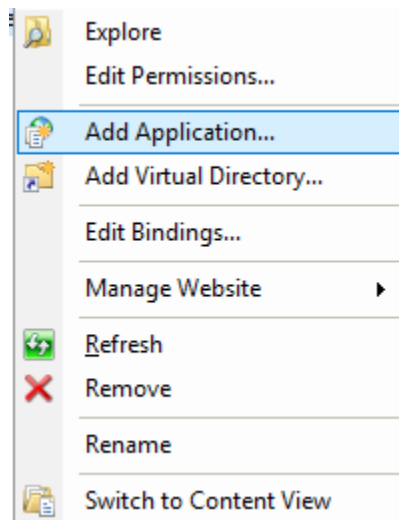 Explore
Edit Permissions...
Add Application...
Add Virtual Directory...
Edit Bindings...
Manage Website
Refresh
Remove
Rename
Switch to Content View